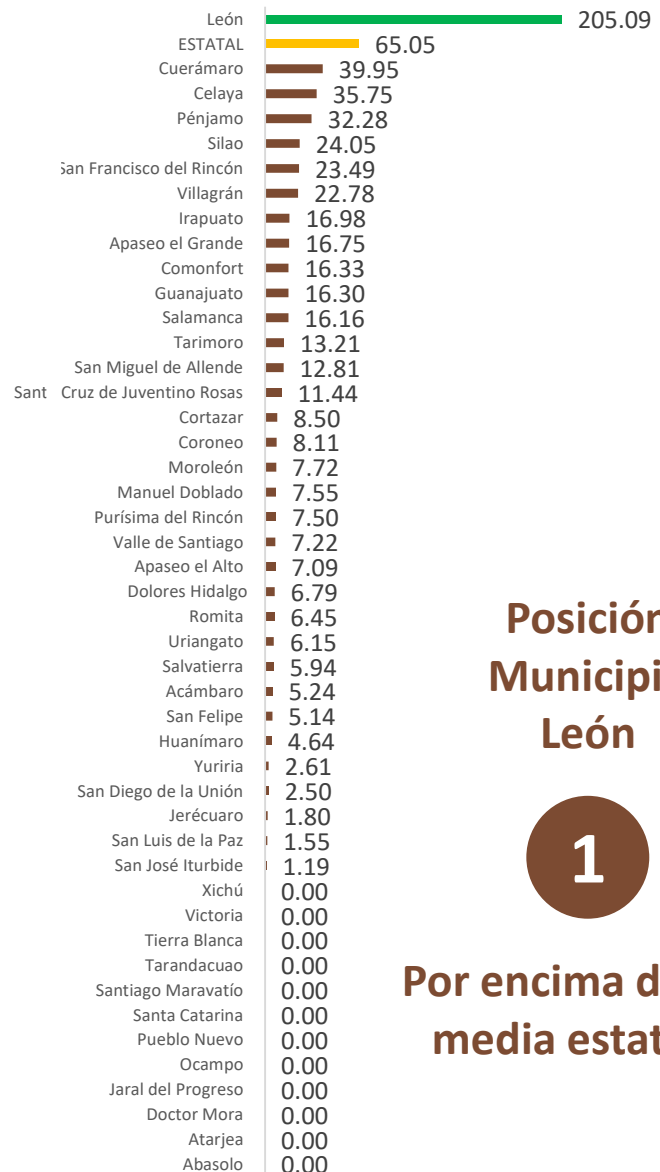 León 205.09
ESTATAL 65.05
Cuerámaro 39.95
Celaya 35.75
Pénjamo 32.28
Silao 24.05
San Francisco del Rincón 23.49
Villagrán 22.78
Irapuato 16.98
Apaseo el Grande 16.75
Comonfort 16.33
Guanajuato 16.30
Salamanca 16.16
Tarimoro 13.21
San Miguel de Allende 12.81
Sant Cruz de Juventino Rosas 11.44
Cortazar 8.50
Coroneo 8.11
Moroleón 7.72
Manuel Doblado 7.55
Purísima del Rincón 7.50
Valle de Santiago 7.22
Apaseo el Alto 7.09
Dolores Hidalgo 6.79
Romita 6.45
Uriangato 6.15
Salvatierra 5.94
Acámbaro 5.24
San Felipe 5.14
Huanímaro 4.64
Yuriria 2.61
San Diego de la Unión 2.50
Jerécuaro 1.80
San Luis de la Paz 1.55
San José Iturbide 1.19
Xichú 0.00
Victoria 0.00
Tierra Blanca 0.00
Tarandacuao 0.00
Santiago Maravatío 0.00
Santa Catarina 0.00
Pueblo Nuevo 0.00
Ocampo 0.00
Jaral del Progreso 0.00
Doctor Mora 0.00
Atarjea 0.00
Abasolo 0.00
Posición
Municipi
León
1
Por encima d
media estat